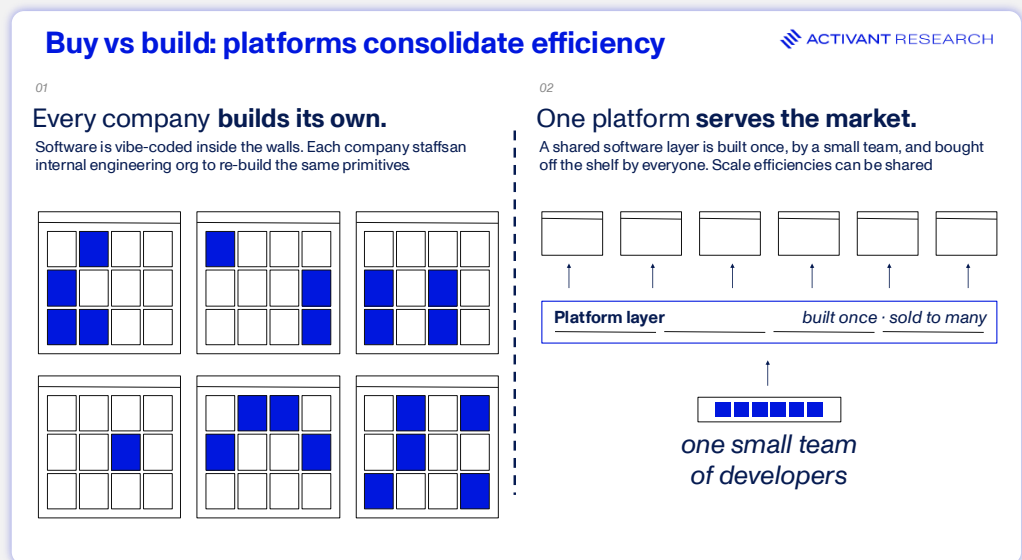 Buy vs build: platforms consolidate efficiency
ACTIVANT RESEARCH
01
Every company builds its own.
Software is vibe-coded inside the walls. Each company staffsan
internal engineering org to re-build the same primitives.
02
One platform serves the market.
A shared software layer is built once, by a small team, and bought
off the shelf by everyone. Scale efficiencies can be shared
Platform layer
built once · sold to many
one small team
of developers